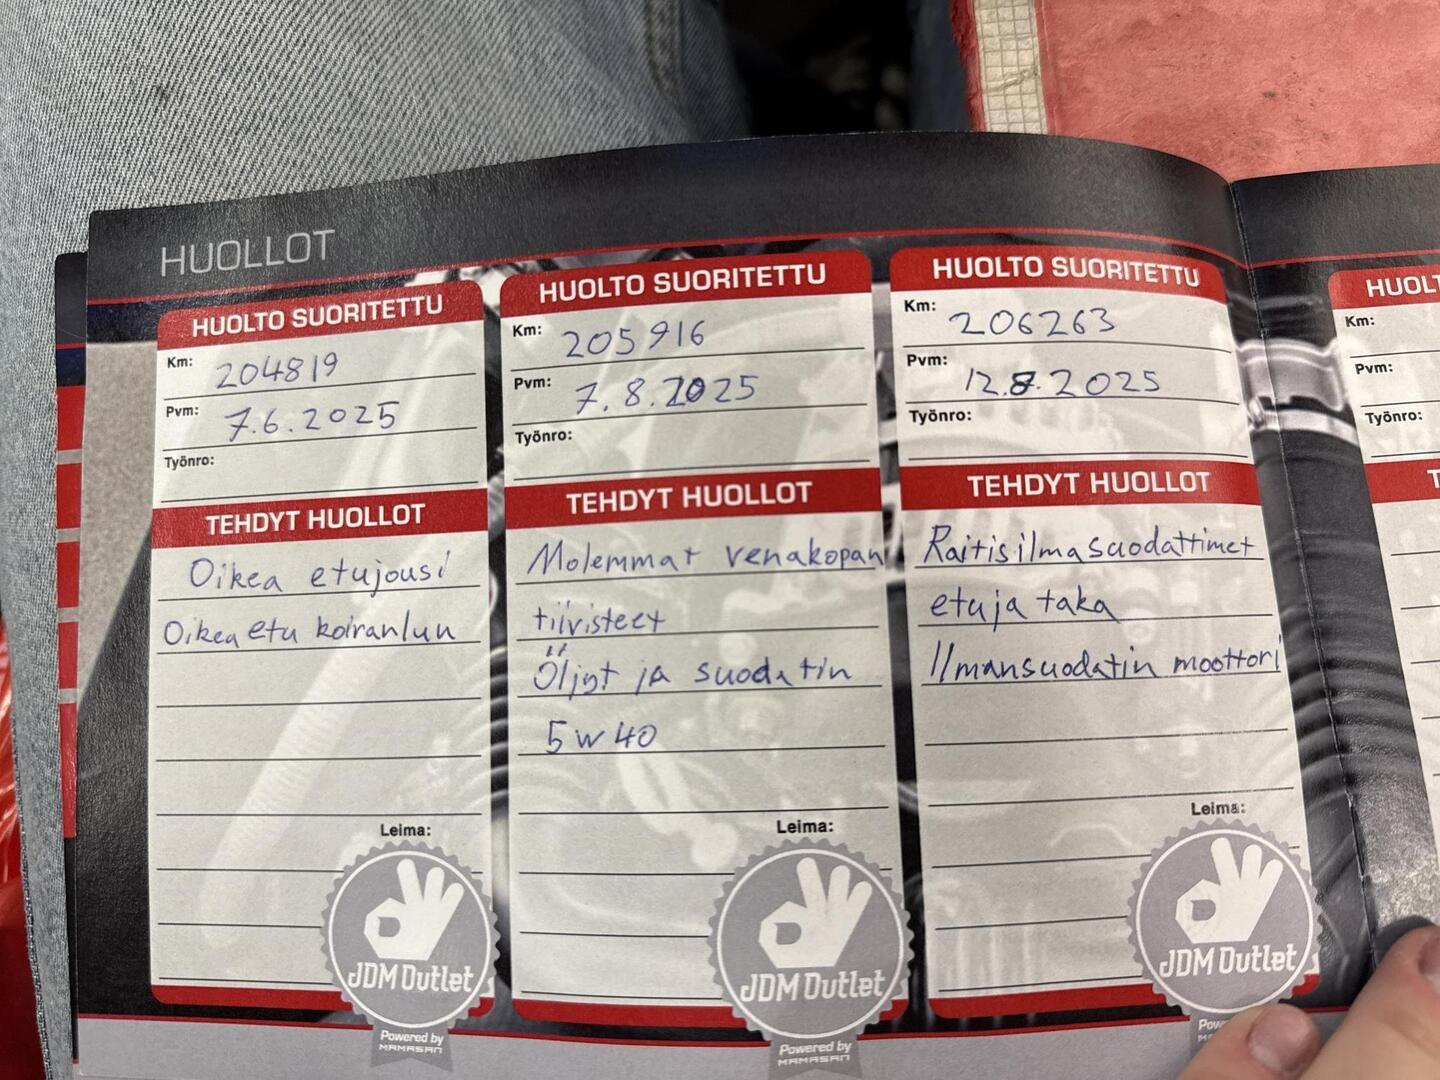 HUOLLOT
HUOLTO SUORITETTU
Km: 204819
Pvm: 7.6.2025
Työnro:
TEHDYT HUOLLOT
Oikea etujousi
Oikea etu koiranluu
Leima:
JDM Outlet
Powered by
MAMASAN
HUOLTO SUORITETTU
Km: 205916
Pvm: 7.8.2025
Työnro:
TEHDYT HUOLLOT
Molemmat venakopan
tiivisteet
Öljyt ja suodatin
5w40
Leima:
JDM Outlet
Powered by
MAMASAN
HUOLTO SUORITETTU
Km: 206263
Pvm: 12.8.2025
Työnro:
TEHDYT HUOLLOT
Raitisilmasuodattimet
etu ja taka
Ilmansuodatin moottori
Leima:
JDM Outlet
HUOLT
Km:
Pvm:
Työnro:
T